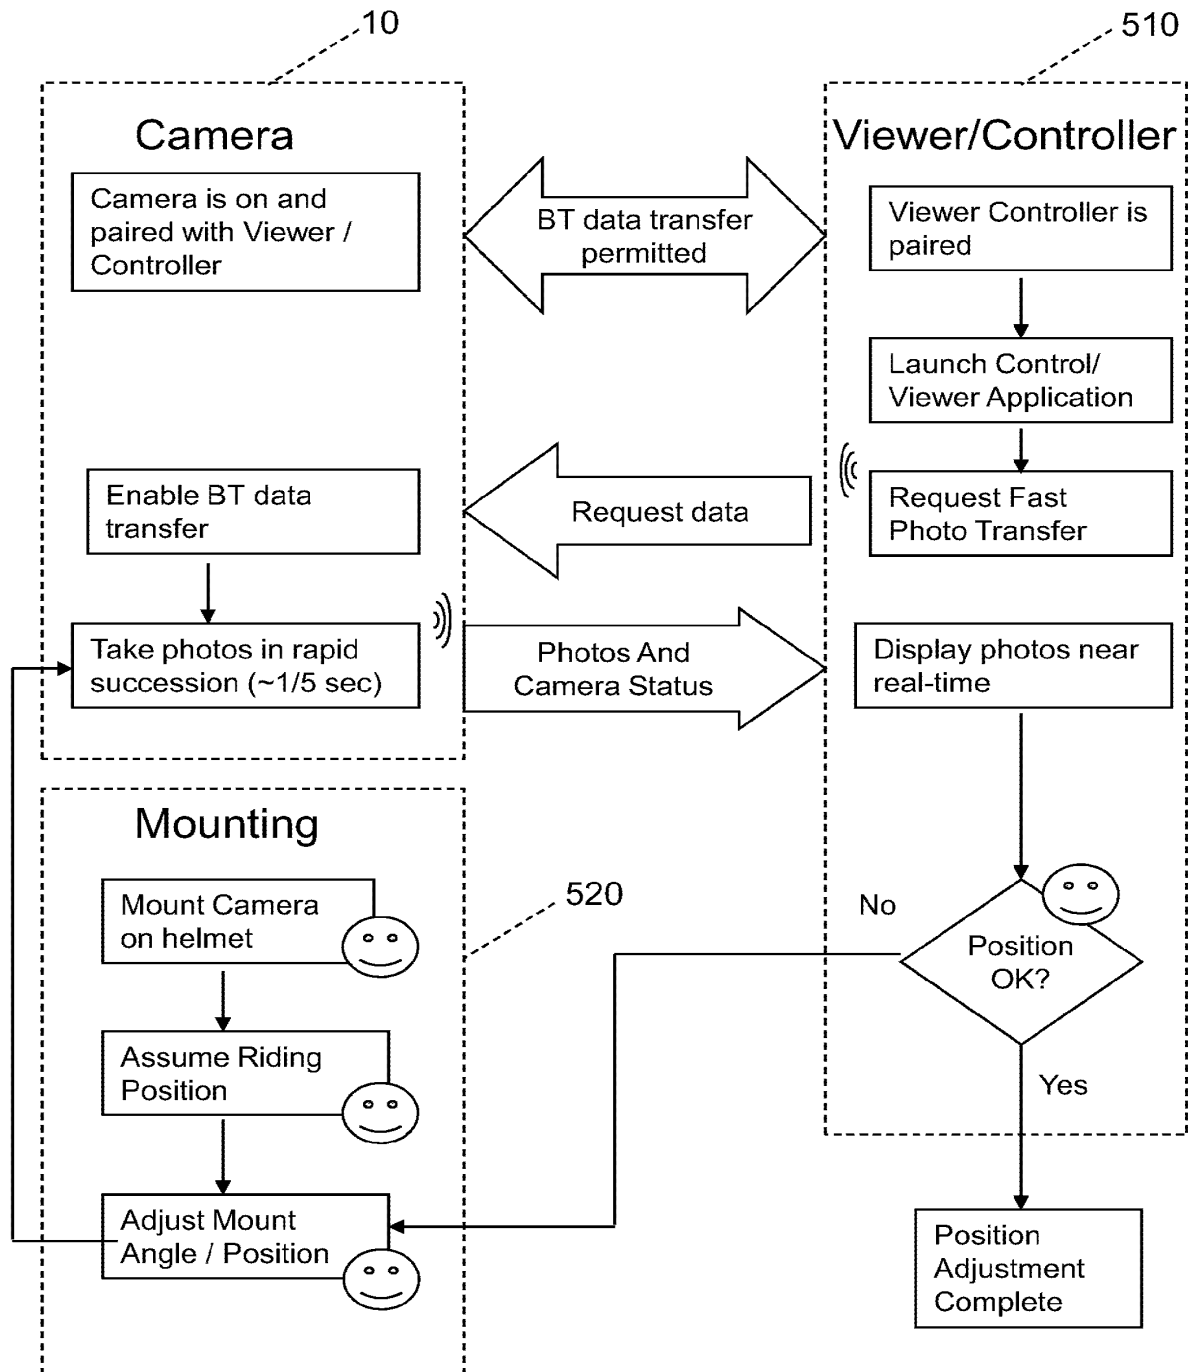 10
510
Camera
Viewer/Controller
Camera is on and
paired with Viewer /
Controller
BT data transfer
permitted
Viewer Controller is
paired
Launch Control/
Viewer Application
Enable BT data
transfer
Request data
Request Fast
Photo Transfer
Take photos in rapid
succession (~1/5 sec)
Photos And
Camera Status
Display photos near
real-time
Mounting
520
Mount Camera
on helmet
No
Position
OK?
Assume Riding
Position
Yes
Adjust Mount
Angle / Position
Position
Adjustment
Complete